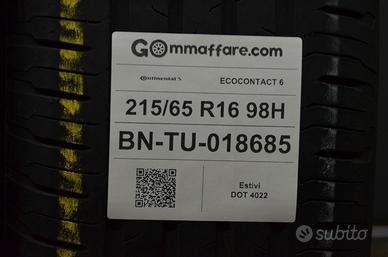 GOmmaffare.com
Continental
ECOCONTACT 6
215/65 R16 98H
BN-TU-018685
Estivi
DOT 4022
subito